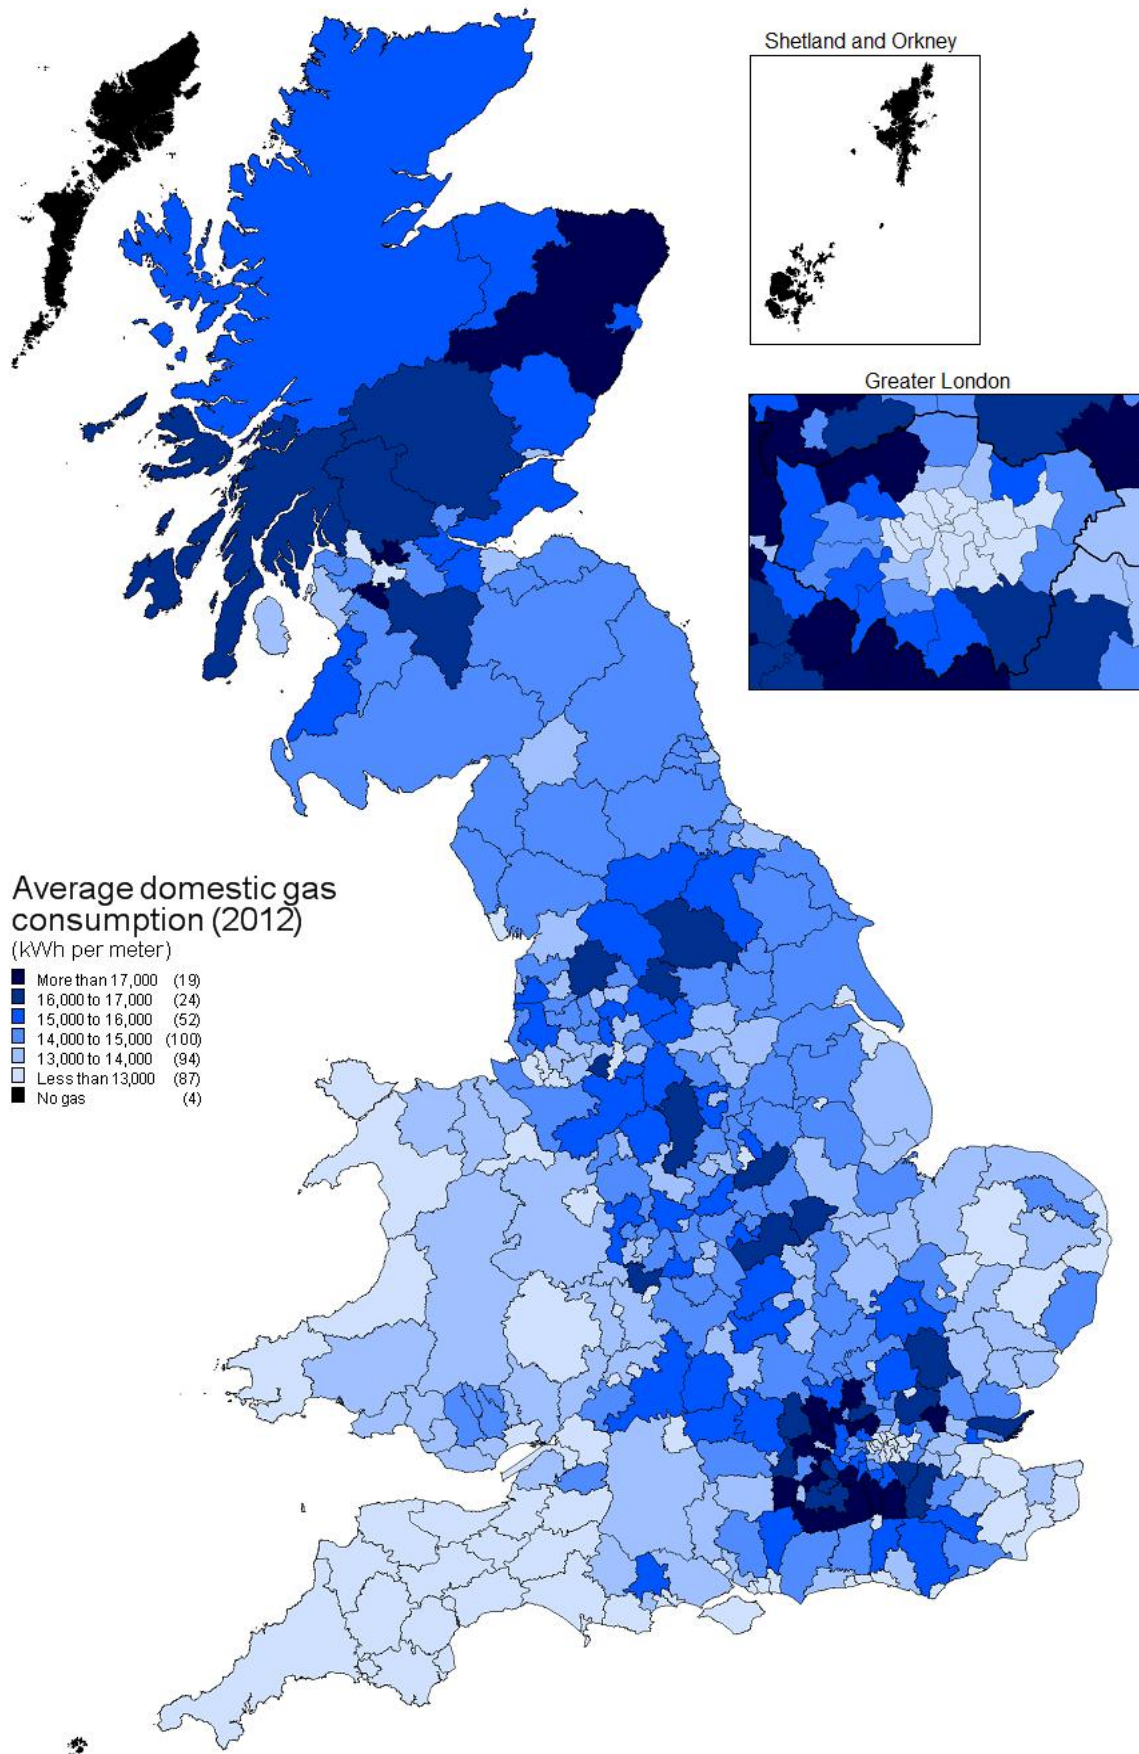 Shetland and Orkney
Greater London
Average domestic gas
consumption (2012)
(kWh per meter)
More than 17,000 (19)
16,000 to 17,000 (24)
15,000 to 16,000 (52)
14,000 to 15,000 (100)
13,000 to 14,000 (94)
Less than 13,000 (87)
No gas (4)